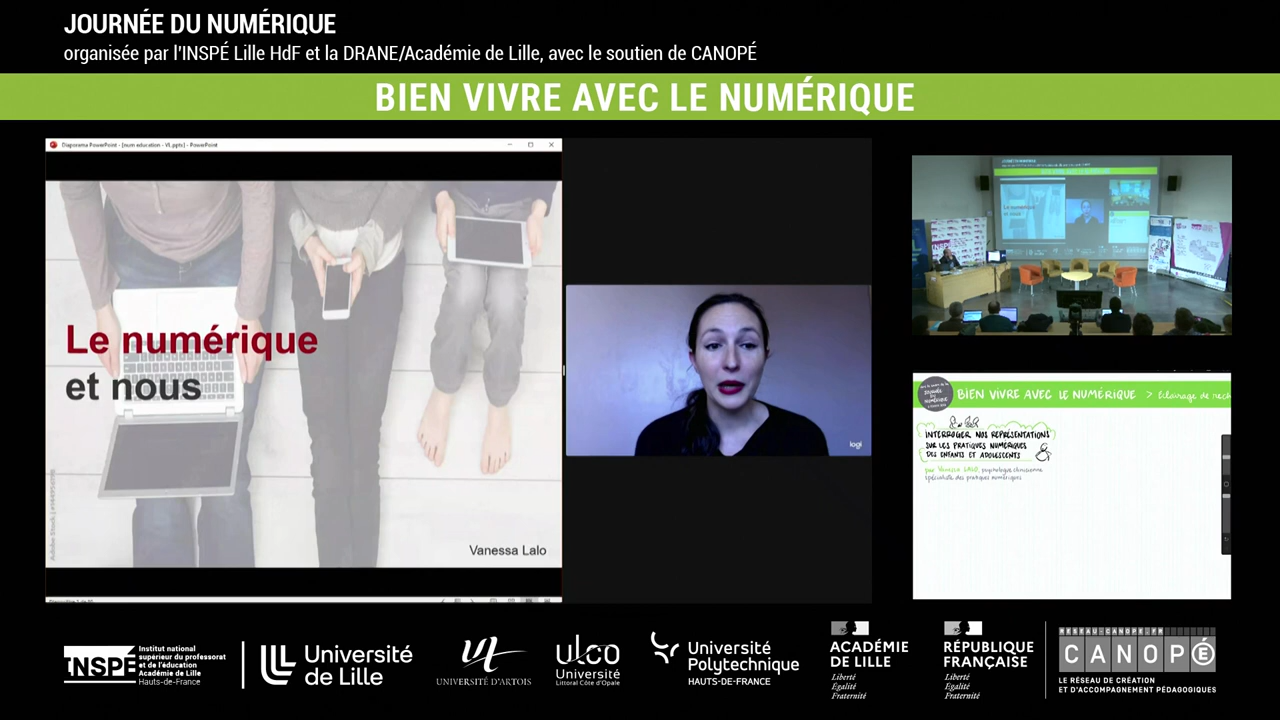 JOURNÉE DU NUMÉRIQUE
organisée par l'INSPÉ Lille HdF et la DRANE/Académie de Lille, avec le soutien de CANOPÉ
BIEN VIVRE AVEC LE NUMÉRIQUE
Diaporama PowerPoint - [num education - VL.pptx] - PowerPoint
Le numérique
et nous
Vanessa Lalo
logi
INSPÉ
BIEN VIVRE AVEC LE NUMÉRIQUE > Éclairage de rech
INTERROGER NOS REPRÉSENTATIONS
SUR LES PRATIQUES NUMÉRIQUES
DES ENFANTS ET ADOLESCENTS
par Vanessa LALO, psychologue clinicienne
spécialiste des pratiques numériques
INSPÉ
Institut national
supérieur du professorat
et de l'éducation
Académie de Lille
Hauts-de-France
Université
de Lille
UNIVERSITÉ D'ARTOIS
ULCO
Université
Littoral Côte d'Opale
Université
Polytechnique
HAUTS-DE-FRANCE
ACADÉMIE
DE LILLE
Liberté
Égalité
Fraternité
RÉPUBLIQUE
FRANÇAISE
Liberté
Égalité
Fraternité
RESEAU-CANOPE.FR
CANOPÉ
LE RÉSEAU DE CRÉATION
ET D'ACCOMPAGNEMENT PÉDAGOGIQUES